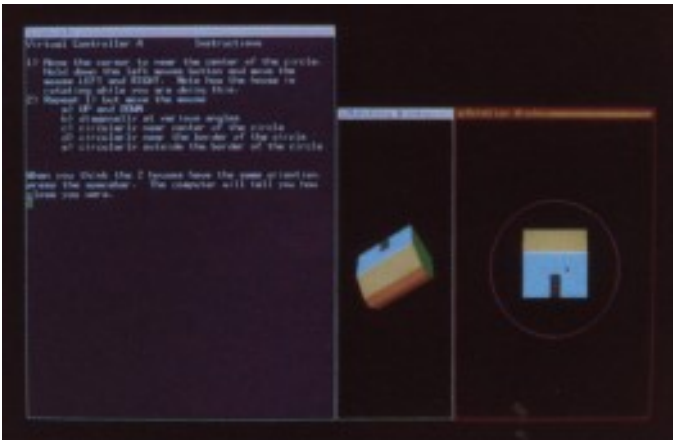 Virtual Controller A Instructions
1) Move the cursor to near the center of the circle.
Hold down the left mouse button and move the
mouse LEFT and RIGHT. Note how the house is
rotating while you are doing this.
2) Repeat 1) but move the mouse
a) UP and DOWN
b) diagonally at various angles
c) circularly near center of the circle
d) circularly near the border of the circle
e) circularly outside the border of the circle
When you think the 2 houses have the same orientation
press the spacebar. The computer will tell you how
close you were.